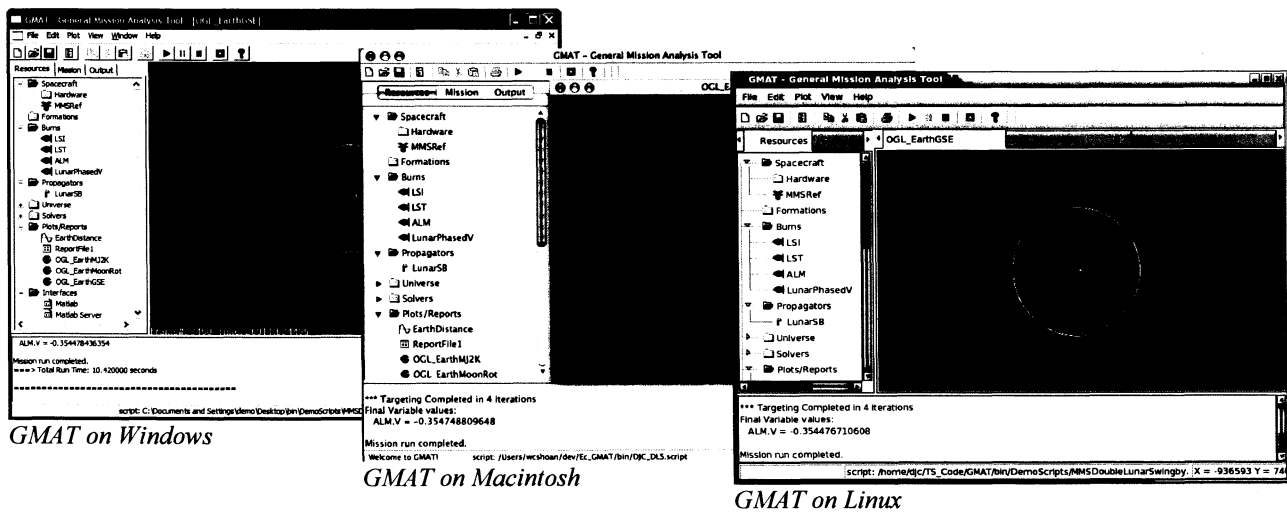 GMAT - General Mission Analysis Tool - [OGL_EarthGSE]
File Edit Plot View Window Help
Resources Mission Output
Spacecraft
Hardware
MMSRef
Formations
Burns
LSI
LST
ALM
LunarPhasedV
Propagators
LunarSB
Universe
Solvers
Plots/Reports
EarthDistance
ReportFile1
OGL_EarthMJ2K
OGL_EarthMoonRot
OGL_EarthGSE
Interfaces
Matlab
Matlab Server
ALM.V = -0.354478436354
Mission run completed.
===> Total Run Time: 10.420000 seconds
script: C:\Documents and Settings\demo\Desktop\bin\DemoScripts\MMSD
GMAT on Windows
GMAT - General Mission Analysis Tool
OGL_EA
Resources Mission Output
Spacecraft
Hardware
MMSRef
Formations
Burns
LSI
LST
ALM
LunarPhasedV
Propagators
LunarSB
Universe
Solvers
Plots/Reports
EarthDistance
ReportFile1
OGL_EarthMJ2K
OGL_EarthMoonRot
*** Targeting Completed in 4 iterations
Final Variable values:
ALM.V = -0.354748809648
Mission run completed.
Welcome to GMAT! script: /Users/wcshoan/dev/Ec_GMAT/bin/DJC_DLS.script
GMAT on Macintosh
GMAT - General Mission Analysis Tool
File Edit Plot View Help
Resources
OGL_EarthGSE
Spacecraft
Hardware
MMSRef
Formations
Burns
LSI
LST
ALM
LunarPhasedV
Propagators
LunarSB
Universe
Solvers
Plots/Reports
*** Targeting Completed in 4 iterations
Final Variable values:
ALM.V = -0.354476710608
Mission run completed.
script: /home/djc/TS_Code/GMAT/bin/DemoScripts/MMSDoubleLunarSwingby. X = -936593 Y = 740
GMAT on Linux